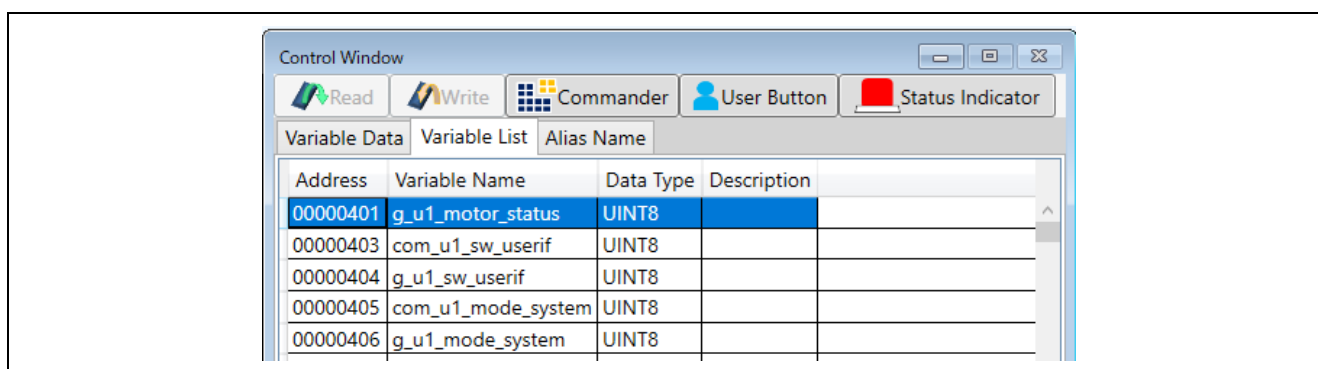 Control Window
Read Write Commander User Button Status Indicator
Variable Data Variable List Alias Name
Address Variable Name Data Type Description
00000401 g_u1_motor_status UINT8
00000403 com_u1_sw_userif UINT8
00000404 g_u1_sw_userif UINT8
00000405 com_u1_mode_system UINT8
00000406 g_u1_mode_system UINT8